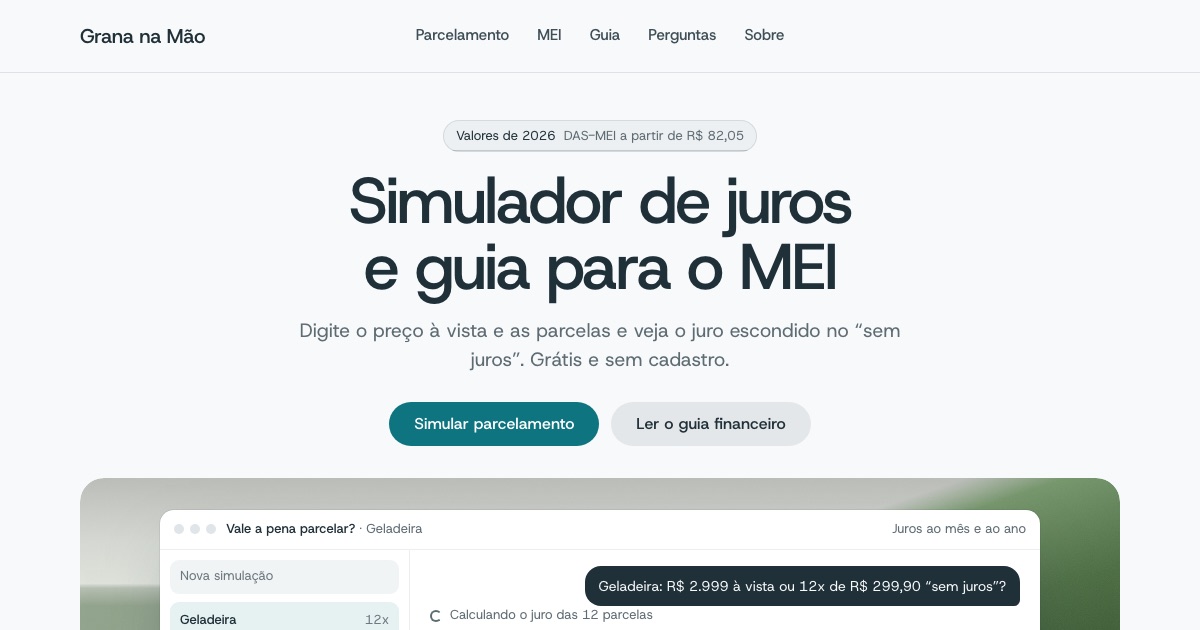 Grana na Mão
Parcelamento MEI Guia Perguntas Sobre
Valores de 2026 DAS-MEI a partir de R$ 82,05
Simulador de juros
e guia para o MEI
Digite o preço à vista e as parcelas e veja o juro escondido no “sem
juros”. Grátis e sem cadastro.
Simular parcelamento Ler o guia financeiro
Vale a pena parcelar? · Geladeira Juros ao mês e ao ano
Nova simulação
Geladeira: R$ 2.999 à vista ou 12x de R$ 299,90 “sem juros”?
Calculando o juro das 12 parcelas
Geladeira 12x